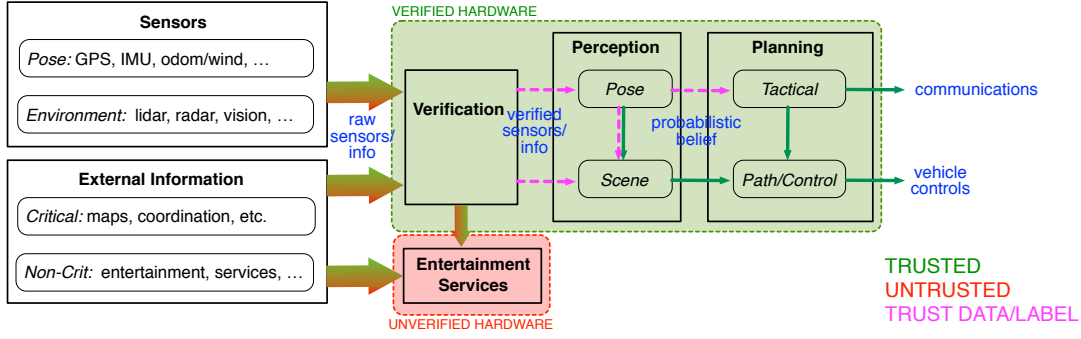 VERIFIED HARDWARE
Sensors
Pose: GPS, IMU, odom/wind, …
Environment: lidar, radar, vision, …
External Information
Critical: maps, coordination, etc.
Non-Crit: entertainment, services, …
raw
sensors/
info
Verification
verified
sensors/
info
Perception
Pose
Scene
probabilistic
belief
Planning
Tactical
Path/Control
communications
vehicle
controls
Entertainment
Services
UNVERIFIED HARDWARE
TRUSTED
UNTRUSTED
TRUST DATA/LABEL